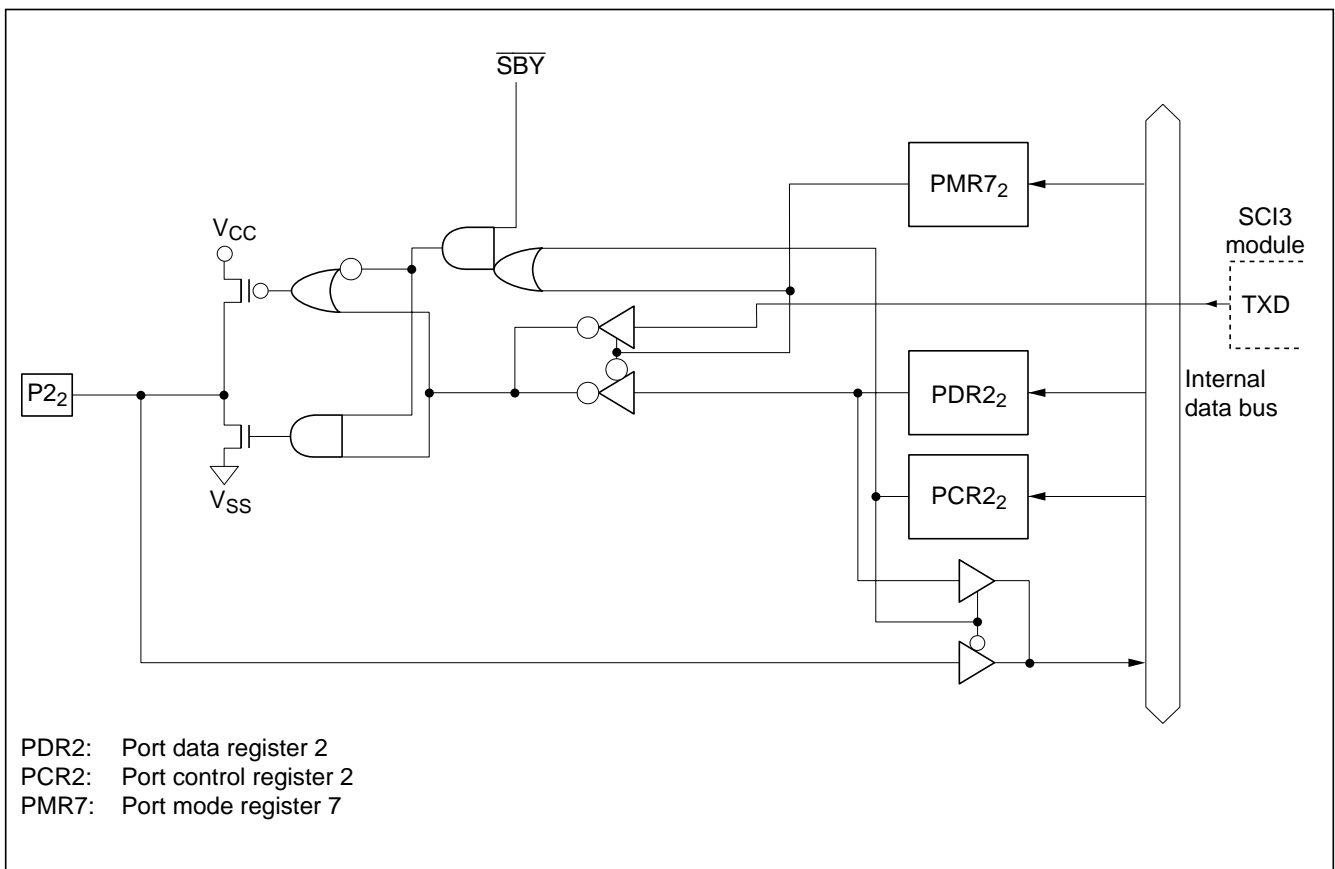 SBY
PMR7₂
SCI3
module
V_CC
TXD
P2₂
PDR2₂
Internal
data bus
PCR2₂
V_SS
PDR2: Port data register 2
PCR2: Port control register 2
PMR7: Port mode register 7